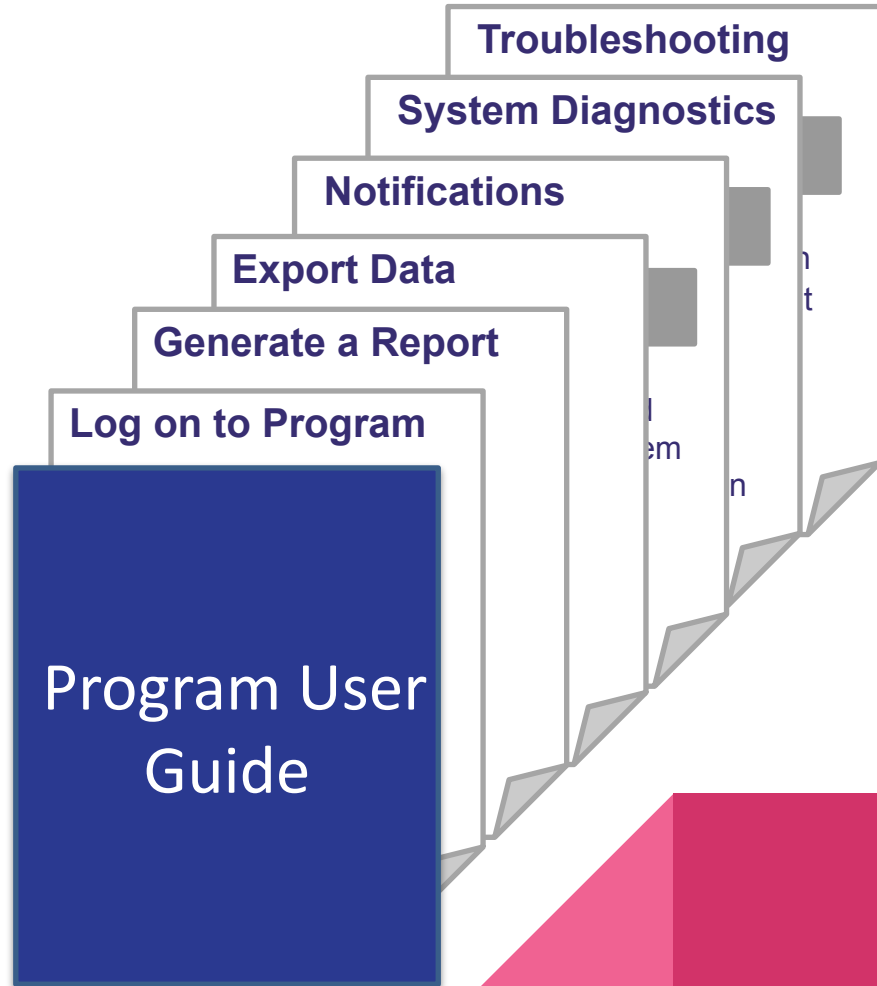 Troubleshooting
System Diagnostics
Notifications
Export Data
Generate a Report
Log on to Program
Program User
Guide